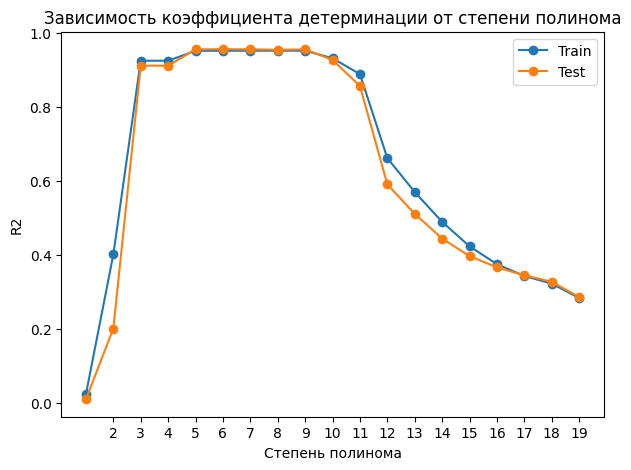 Зависимость коэффициента детерминации от степени полинома
1.0
0.8
0.6
0.4
0.2
0.0
R2
Train
Test
2 3 4 5 6 7 8 9 10 11 12 13 14 15 16 17 18 19
Степень полинома